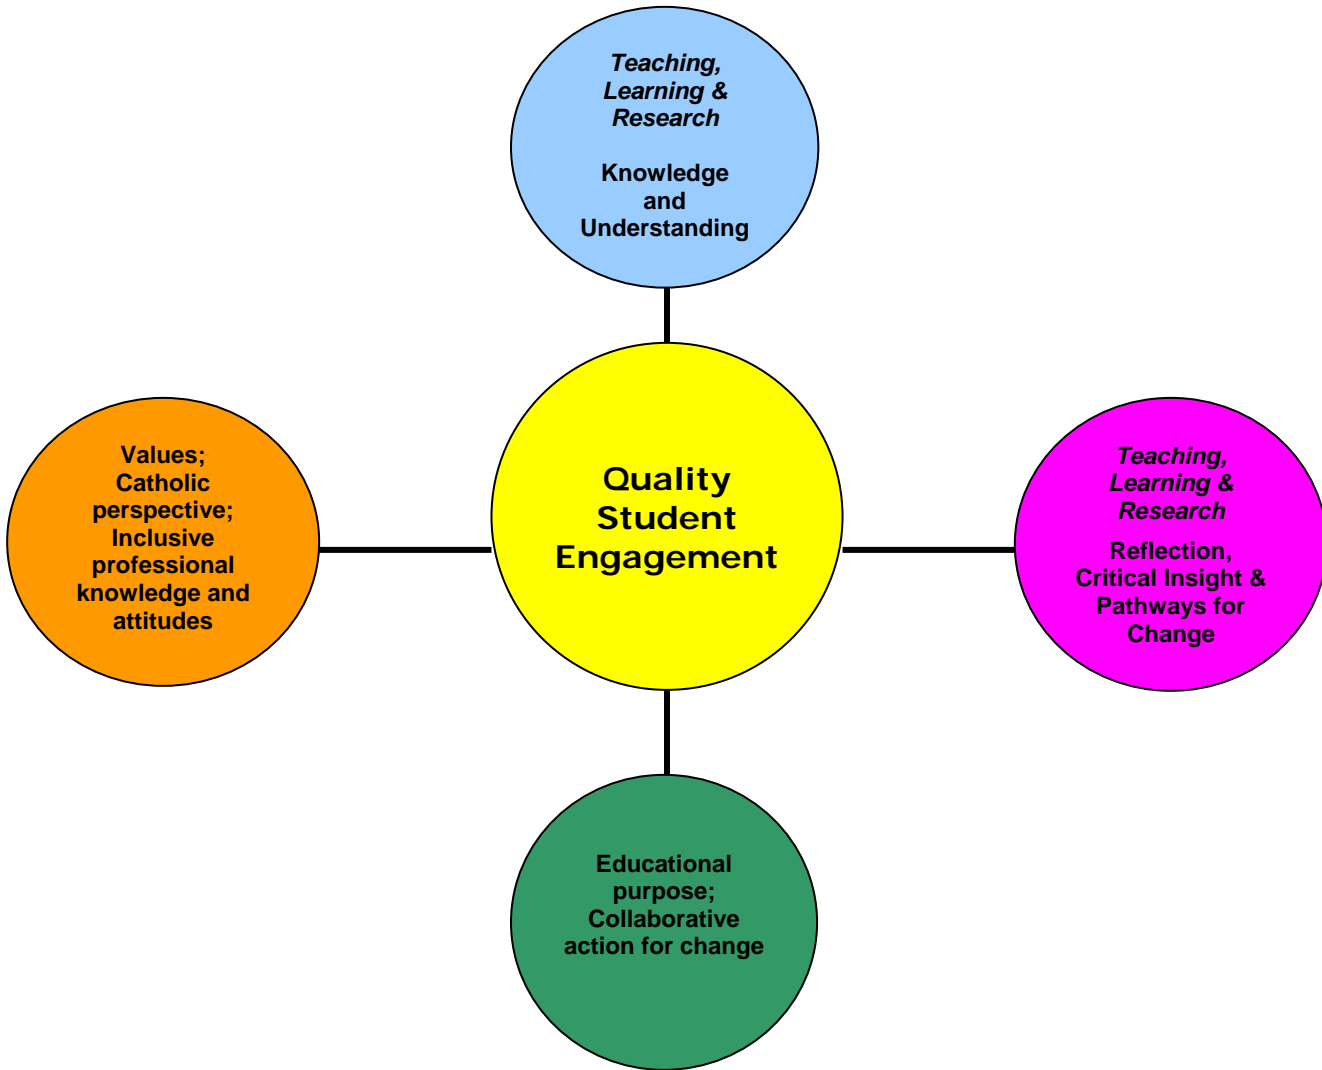 Teaching,
Learning &
Research
Knowledge
and
Understanding
Values;
Catholic
perspective;
Inclusive
professional
knowledge and
attitudes
Quality
Student
Engagement
Teaching,
Learning &
Research
Reflection,
Critical Insight &
Pathways for
Change
Educational
purpose;
Collaborative
action for change